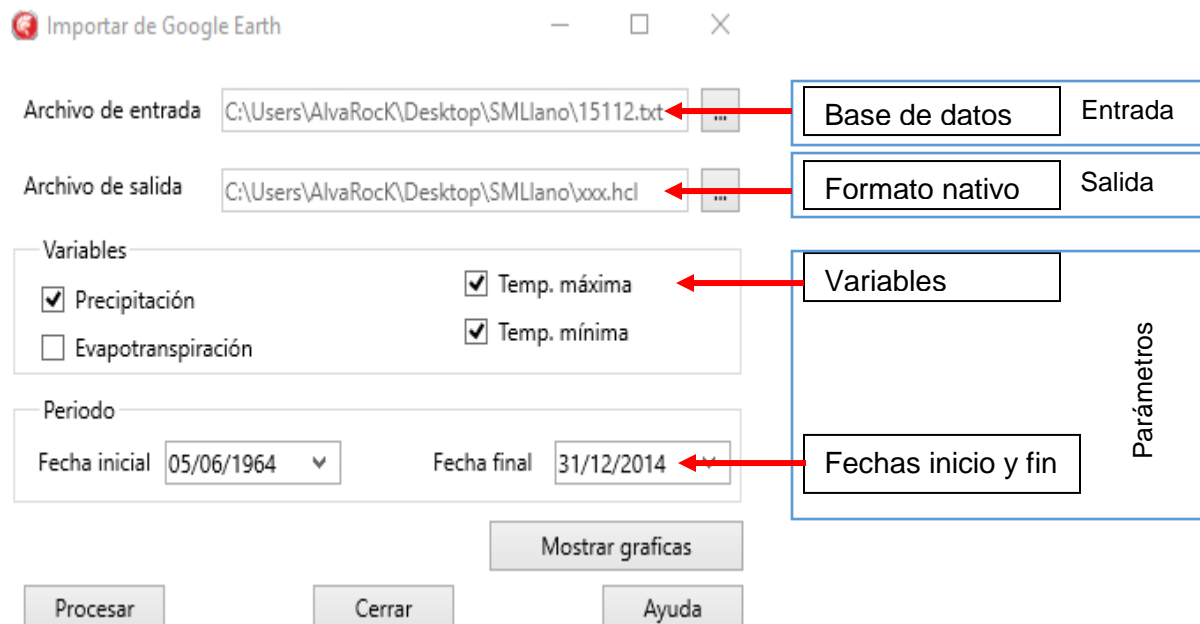 Importar de Google Earth
Archivo de entrada C:\Users\AlvaRocK\Desktop\SMLlano\15112.txt ... Base de datos Entrada
Archivo de salida C:\Users\AlvaRocK\Desktop\SMLlano\xxx.hcl ... Formato nativo Salida
Variables
Temp. máxima Variables
Precipitación
Temp. mínima
Evapotranspiración
Parámetros
Periodo
Fecha inicial 05/06/1964 Fecha final 31/12/2014 Fechas inicio y fin
Mostrar graficas
Procesar Cerrar Ayuda